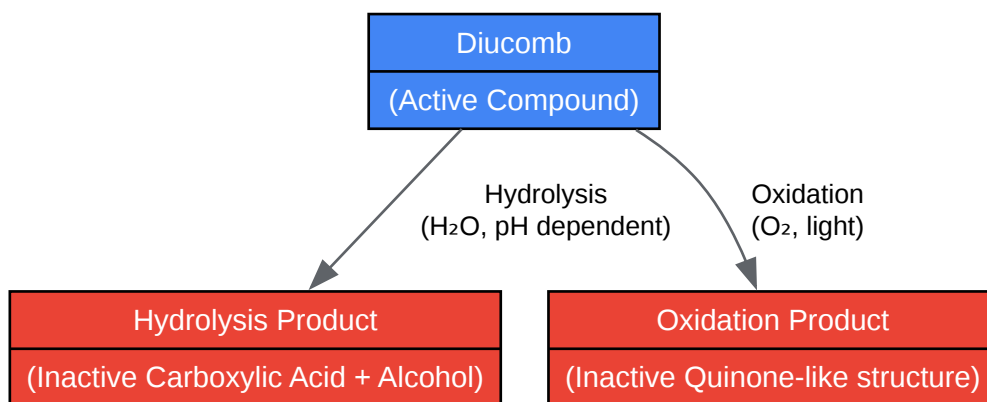 Diucomb
(Active Compound)
Hydrolysis
(H₂O, pH dependent)
Oxidation
(O₂, light)
Hydrolysis Product
(Inactive Carboxylic Acid + Alcohol)
Oxidation Product
(Inactive Quinone-like structure)